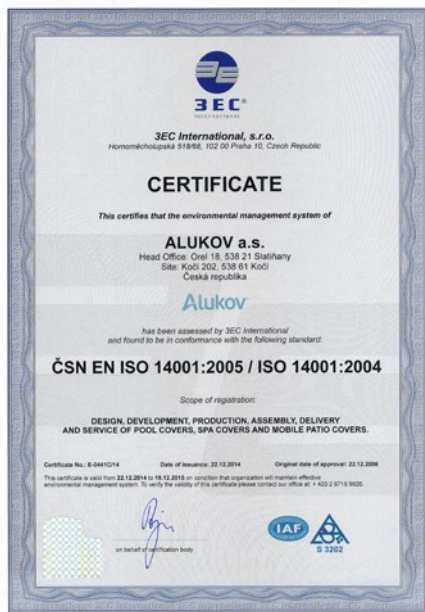 3EC®
3EC International, s.r.o.
Hornoměcholupská 518/68, 102 00 Praha 10, Czech Republic
CERTIFICATE
This certifies that the environmental management system of
ALUKOV a.s.
Head Office: Orel 18, 538 21 Slatiňany
Site: Kočí 202, 538 61 Kočí
Česká republika
Alukov
has been assessed by 3EC International
and found to be in conformance with the following standard:
ČSN EN ISO 14001:2005 / ISO 14001:2004
Scope of registration:
DESIGN, DEVELOPMENT, PRODUCTION, ASSEMBLY, DELIVERY
AND SERVICE OF POOL COVERS, SPA COVERS AND MOBILE PATIO COVERS.
Certificate No.: E-0441C/14 Date of issuance: 22.12.2014 Original date of approval: 22.12.2006
This certificate is valid from 22.12.2014 to 19.12.2015 on condition that organization will maintain effective
environmental management system. To verify the validity of this certificate please contact our office at: + 420 2 6719 9020.
on behalf of certification body
IAF
S 3202